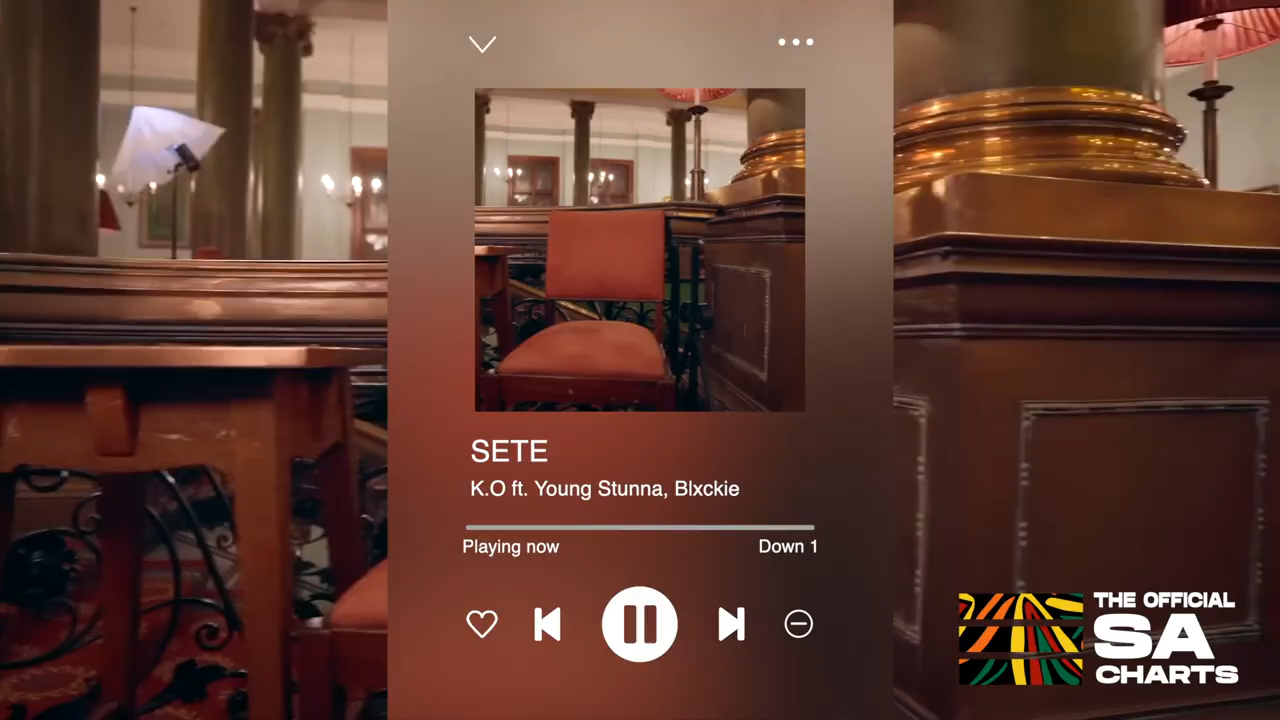 SETE
K.O ft. Young Stunna, Blxckie
Playing now
Down 1
THE OFFICIAL
SA
CHARTS